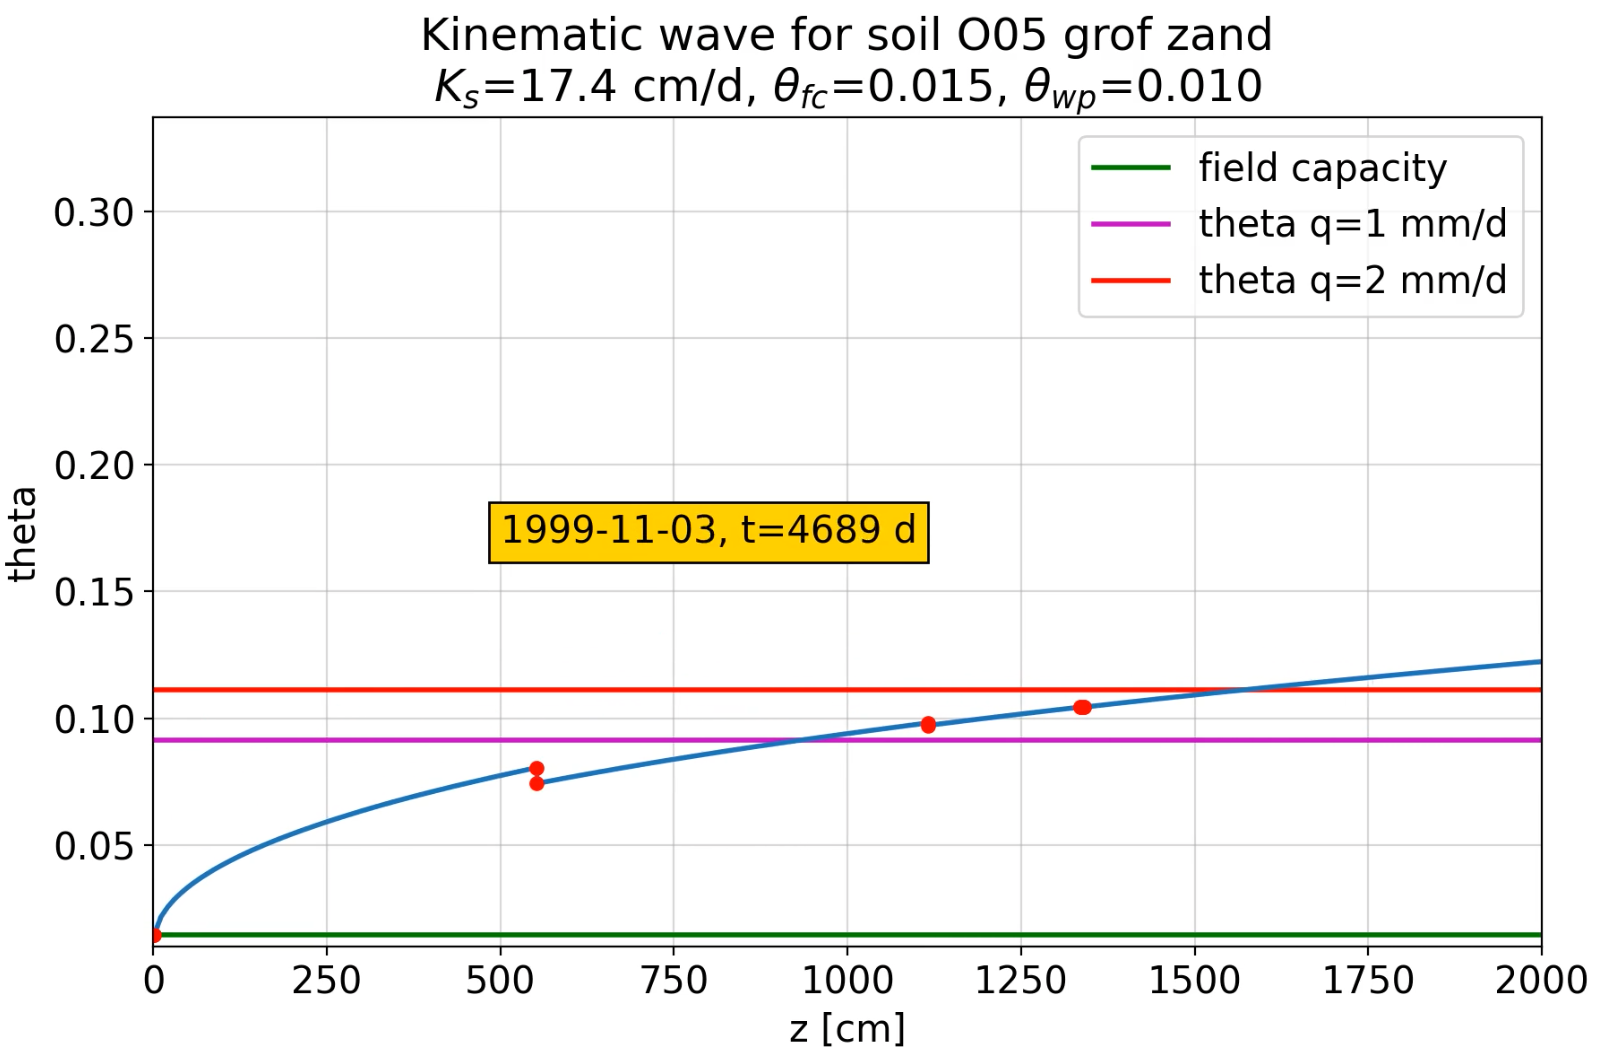 Kinematic wave for soil O05 grof zand
Kₛ=17.4 cm/d, θ_fc=0.015, θ_wp=0.010
field capacity
theta q=1 mm/d
theta q=2 mm/d
0.30
0.25
0.20
0.15
0.10
0.05
theta
1999-11-03, t=4689 d
0 250 500 750 1000 1250 1500 1750 2000
z [cm]